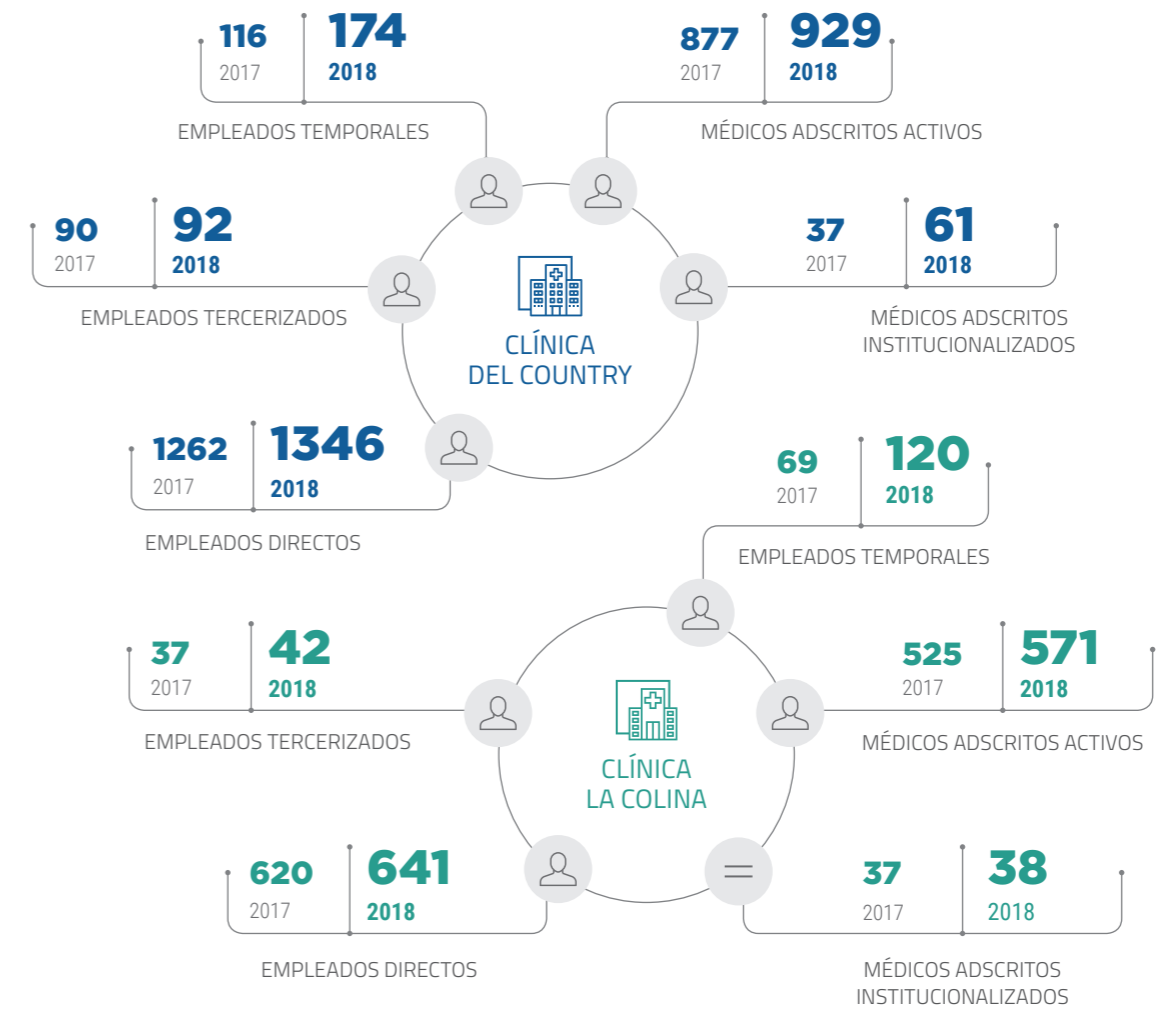 116 174
2017 2018
EMPLEADOS TEMPORALES
877 929
2017 2018
MÉDICOS ADSCRITOS ACTIVOS
90 92
2017 2018
EMPLEADOS TERCERIZADOS
37 61
2017 2018
MÉDICOS ADSCRITOS
INSTITUCIONALIZADOS
CLÍNICA
DEL COUNTRY
1262 1346
2017 2018
EMPLEADOS DIRECTOS
69 120
2017 2018
EMPLEADOS TEMPORALES
37 42
2017 2018
EMPLEADOS TERCERIZADOS
525 571
2017 2018
MÉDICOS ADSCRITOS ACTIVOS
CLÍNICA
LA COLINA
620 641
2017 2018
EMPLEADOS DIRECTOS
37 38
2017 2018
MÉDICOS ADSCRITOS
INSTITUCIONALIZADOS